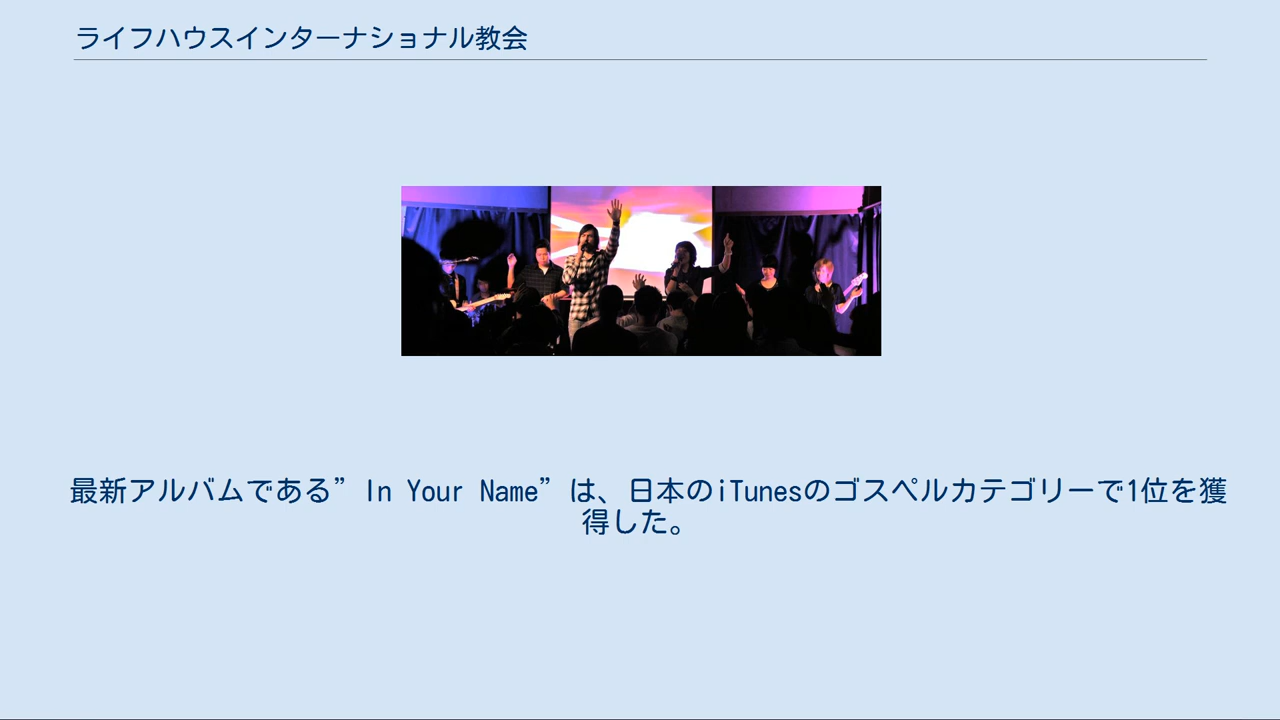 ライフハウスインターナショナル教会
最新アルバムである”In Your Name”は、日本のiTunesのゴスペルカテゴリーで1位を獲
得した。